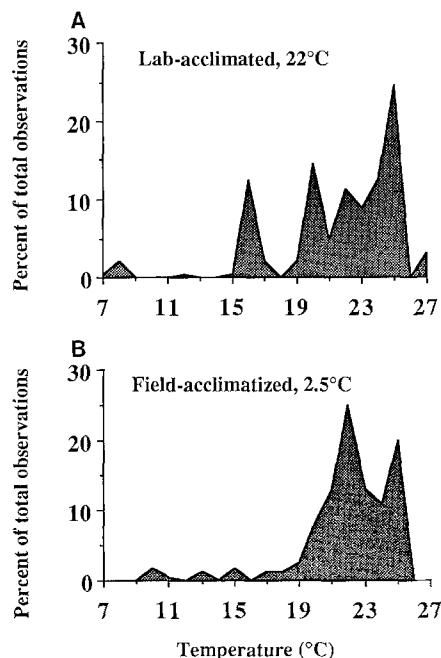 A
Percent of total observations
Lab-acclimated, 22°C
30
20
10
0
7 11 15 19 23 27
B
Percent of total observations
Field-acclimatized, 2.5°C
30
20
10
0
7 11 15 19 23 27
Temperature (°C)